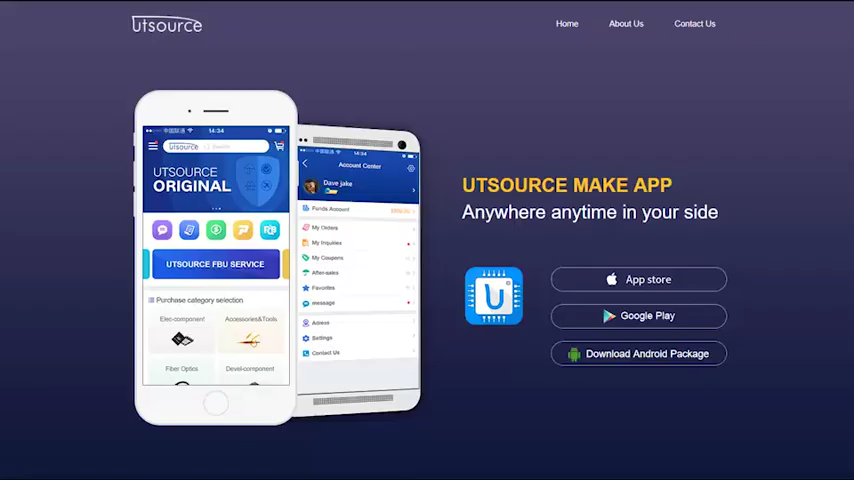 utsource
Home
About Us
Contact Us
14:34
utsource
UTSOURCE
ORIGINAL
UTSOURCE FBU SERVICE
Purchase category selection
Elec-component
Accessories&Tools
Fiber Optics
Devel-component
14:34
Account Center
Dave jake
Funds Account
My Orders
My Inquiries
My Coupons
After-sales
Favorites
message
Settings
Contact Us
UTSOURCE MAKE APP
Anywhere anytime in your side
U
App store
Google Play
Download Android Package